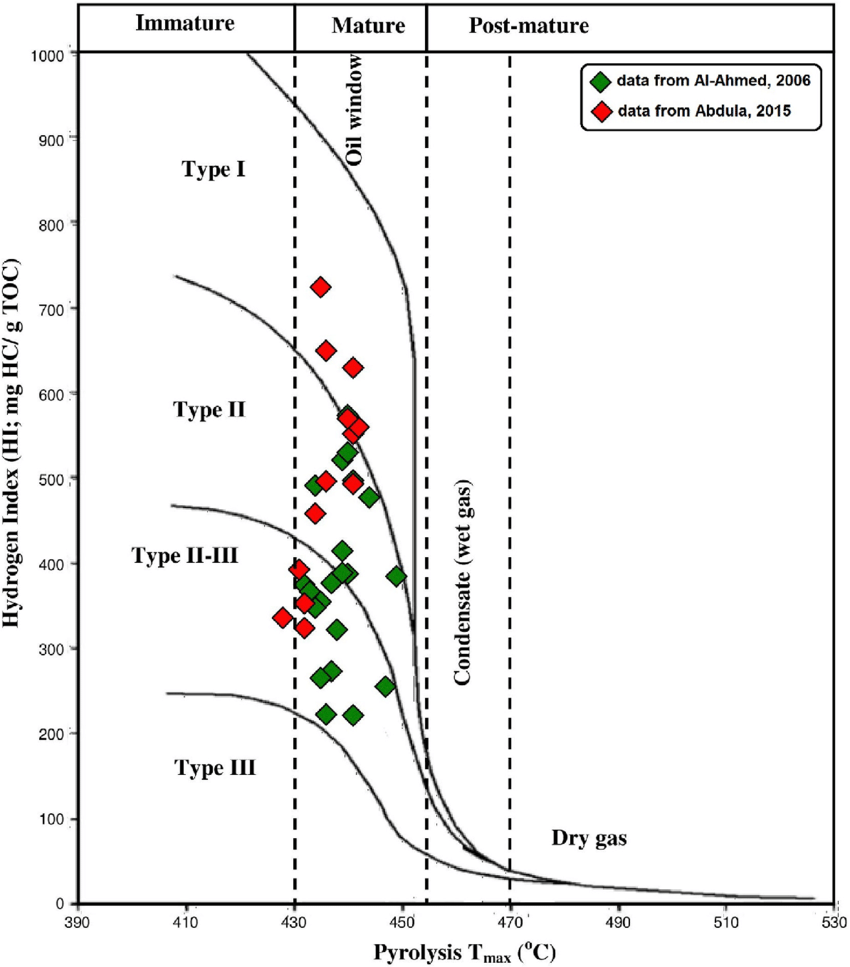 Immature
Mature
Post-mature
Oil window
data from Al-Ahmed, 2006
data from Abdula, 2015
Type I
Type II
Type II-III
Type III
Condensate (wet gas)
Dry gas
Hydrogen Index (HI; mg HC/ g TOC)
1000
900
800
700
600
500
400
300
200
100
0
390
410
430
450
470
490
510
530
Pyrolysis Tmax (°C)